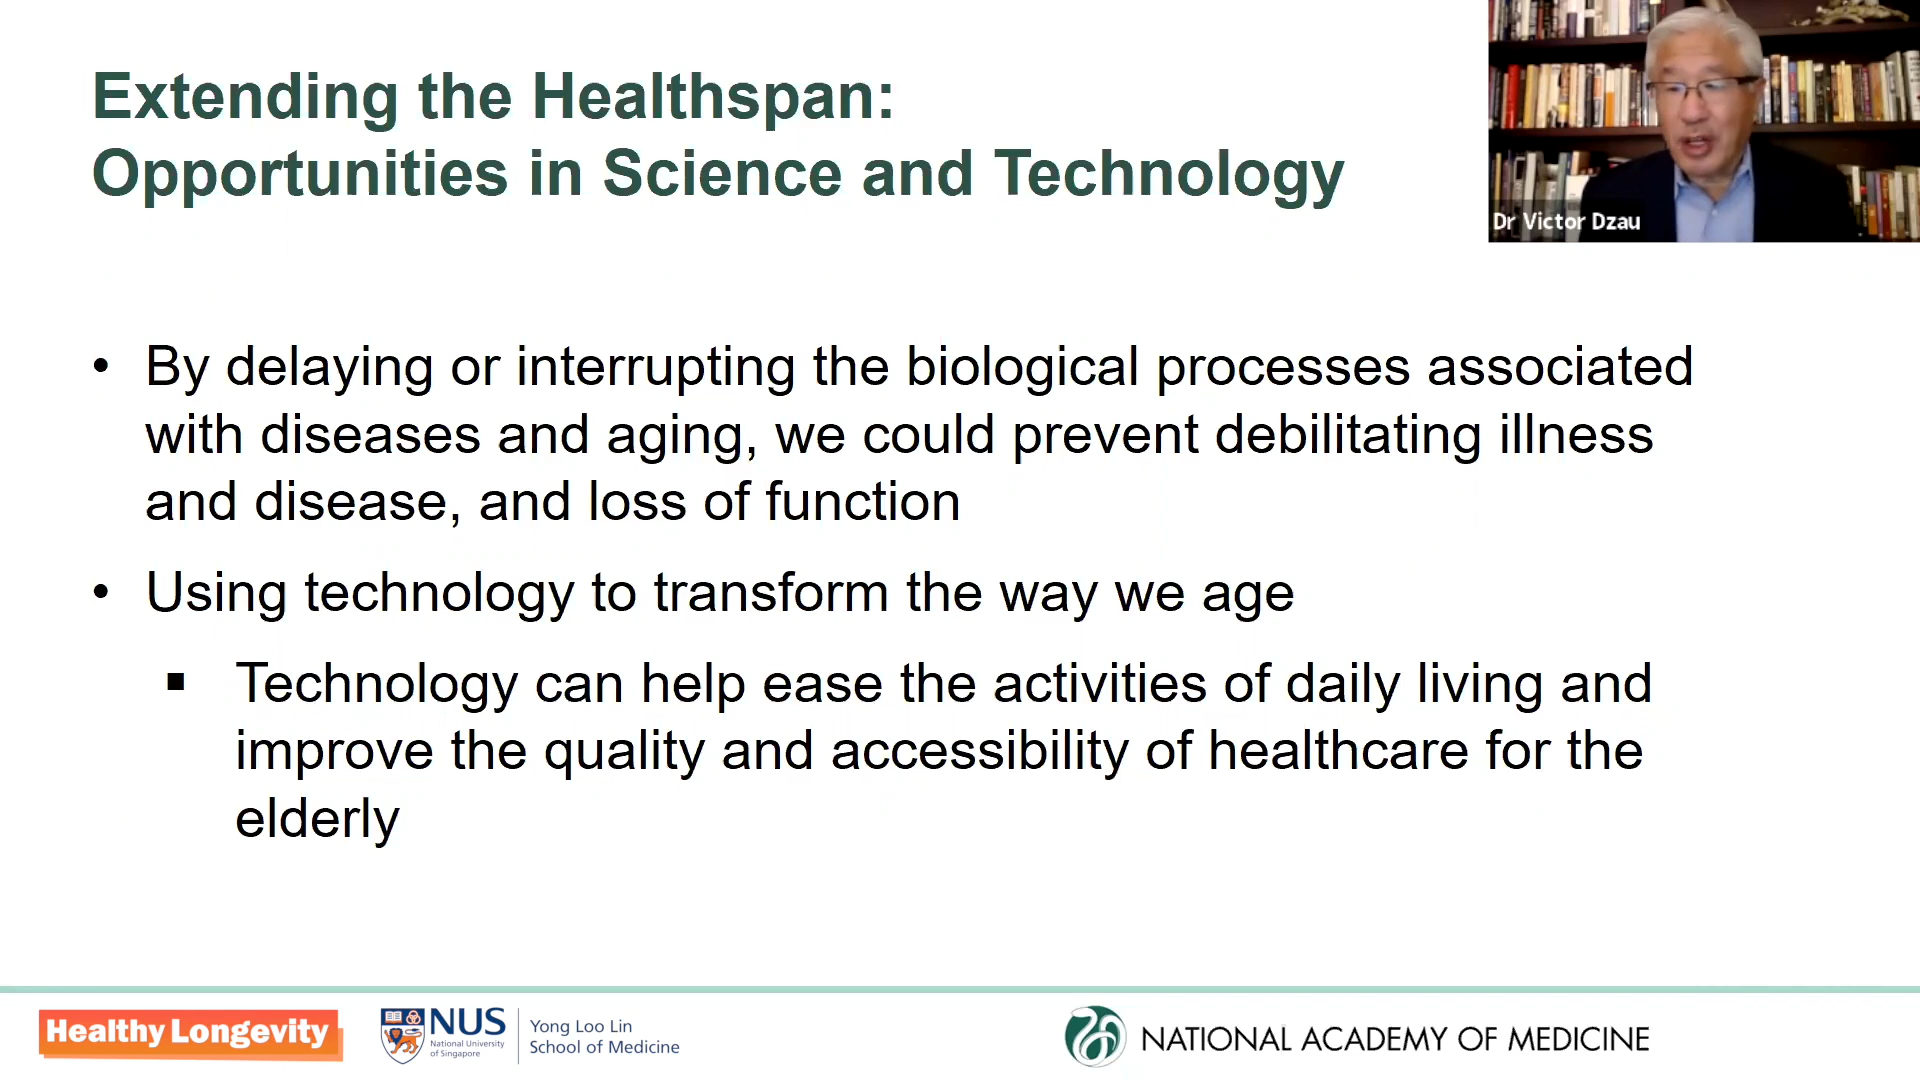 Extending the Healthspan:
Opportunities in Science and Technology
Dr Victor Dzau
• By delaying or interrupting the biological processes associated
with diseases and aging, we could prevent debilitating illness
and disease, and loss of function
• Using technology to transform the way we age
▪ Technology can help ease the activities of daily living and
improve the quality and accessibility of healthcare for the
elderly
Healthy Longevity
NUS
National University
of Singapore
Yong Loo Lin
School of Medicine
NATIONAL ACADEMY OF MEDICINE